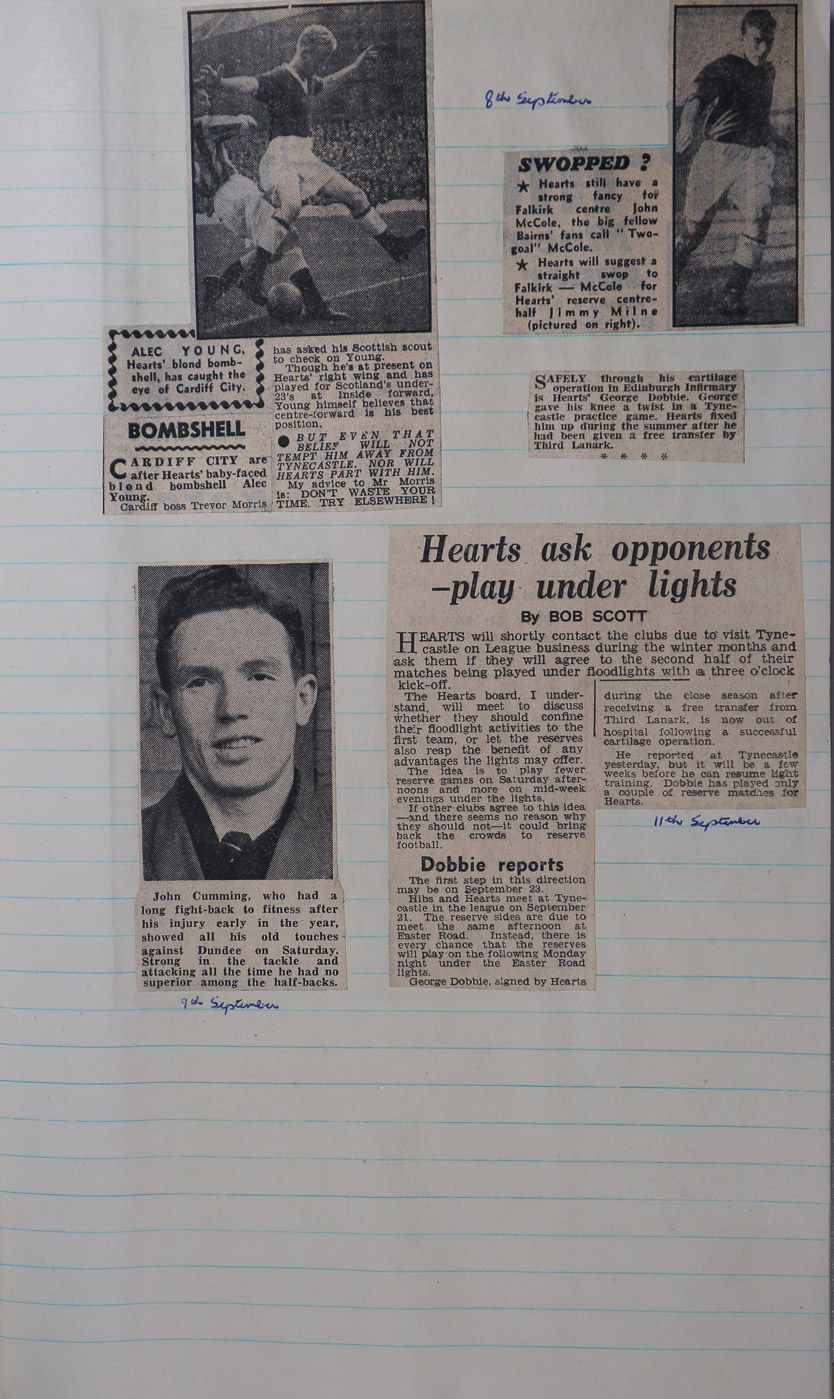 8th September
SWOPPED ?
★ Hearts still have a
strong fancy for
Falkirk centre John
McCole, the big fellow
Bairns' fans call "Two-
goal" McCole.
★ Hearts will suggest a
straight swop to
Falkirk — McCole for
Hearts' reserve centre-
half Jimmy Milne
(pictured on right).
ALEC YOUNG,
Hearts' blond bomb-
shell, has caught the
eye of Cardiff City.
BOMBSHELL
CARDIFF CITY are
after Hearts' baby-faced
blond bombshell Alec
Young.
Cardiff boss Trevor Morris
has asked his Scottish scout
to check on Young.
Though he's at present on
Hearts' right wing and has
played for Scotland's under-
23's at inside forward,
Young himself believes that
centre-forward is his best
position.
● BUT EVEN THAT
BELIEF WILL NOT
TEMPT HIM AWAY FROM
TYNECASTLE. NOR WILL
HEARTS PART WITH HIM.
My advice to Mr Morris
is: DON'T WASTE YOUR
TIME. TRY ELSEWHERE!
SAFELY through his cartilage
operation in Edinburgh Infirmary
is Hearts' George Dobbie. George
gave his knee a twist in a Tyne-
castle practice game. Hearts fixed
him up during the summer after he
had been given a free transfer by
Third Lanark.
* * * *
John Cumming, who had a
long fight-back to fitness after
his injury early in the year,
showed all his old touches
against Dundee on Saturday.
Strong in the tackle and
attacking all the time he had no
superior among the half-backs.
9th September
Hearts ask opponents
—play under lights
By BOB SCOTT
HEARTS will shortly contact the clubs due to visit Tyne-
castle on League business during the winter months and
ask them if they will agree to the second half of their
matches being played under floodlights with a three o'clock
kick-off.
The Hearts board, I under-
stand, will meet to discuss
whether they should confine
their floodlight activities to the
first team, or let the reserves
also reap the benefit of any
advantages the lights may offer.
The idea is to play fewer
reserve games on Saturday after-
noons and more on mid-week
evenings under the lights.
If other clubs agree to this idea
—and there seems no reason why
they should not—it could bring
back the crowds to reserve
football.
Dobbie reports
The first step in this direction
may be on September 23.
Hibs and Hearts meet at Tyne-
castle in the league on September
21. The reserve sides are due to
meet the same afternoon at
Easter Road. Instead, there is
every chance that the reserves
will play on the following Monday
night under the Easter Road
lights.
George Dobbie, signed by Hearts
during the close season after
receiving a free transfer from
Third Lanark, is now out of
hospital following a successful
cartilage operation.
He reported at Tynecastle
yesterday, but it will be a few
weeks before he can resume light
training. Dobbie has played only
a couple of reserve matches for
Hearts.
11th September